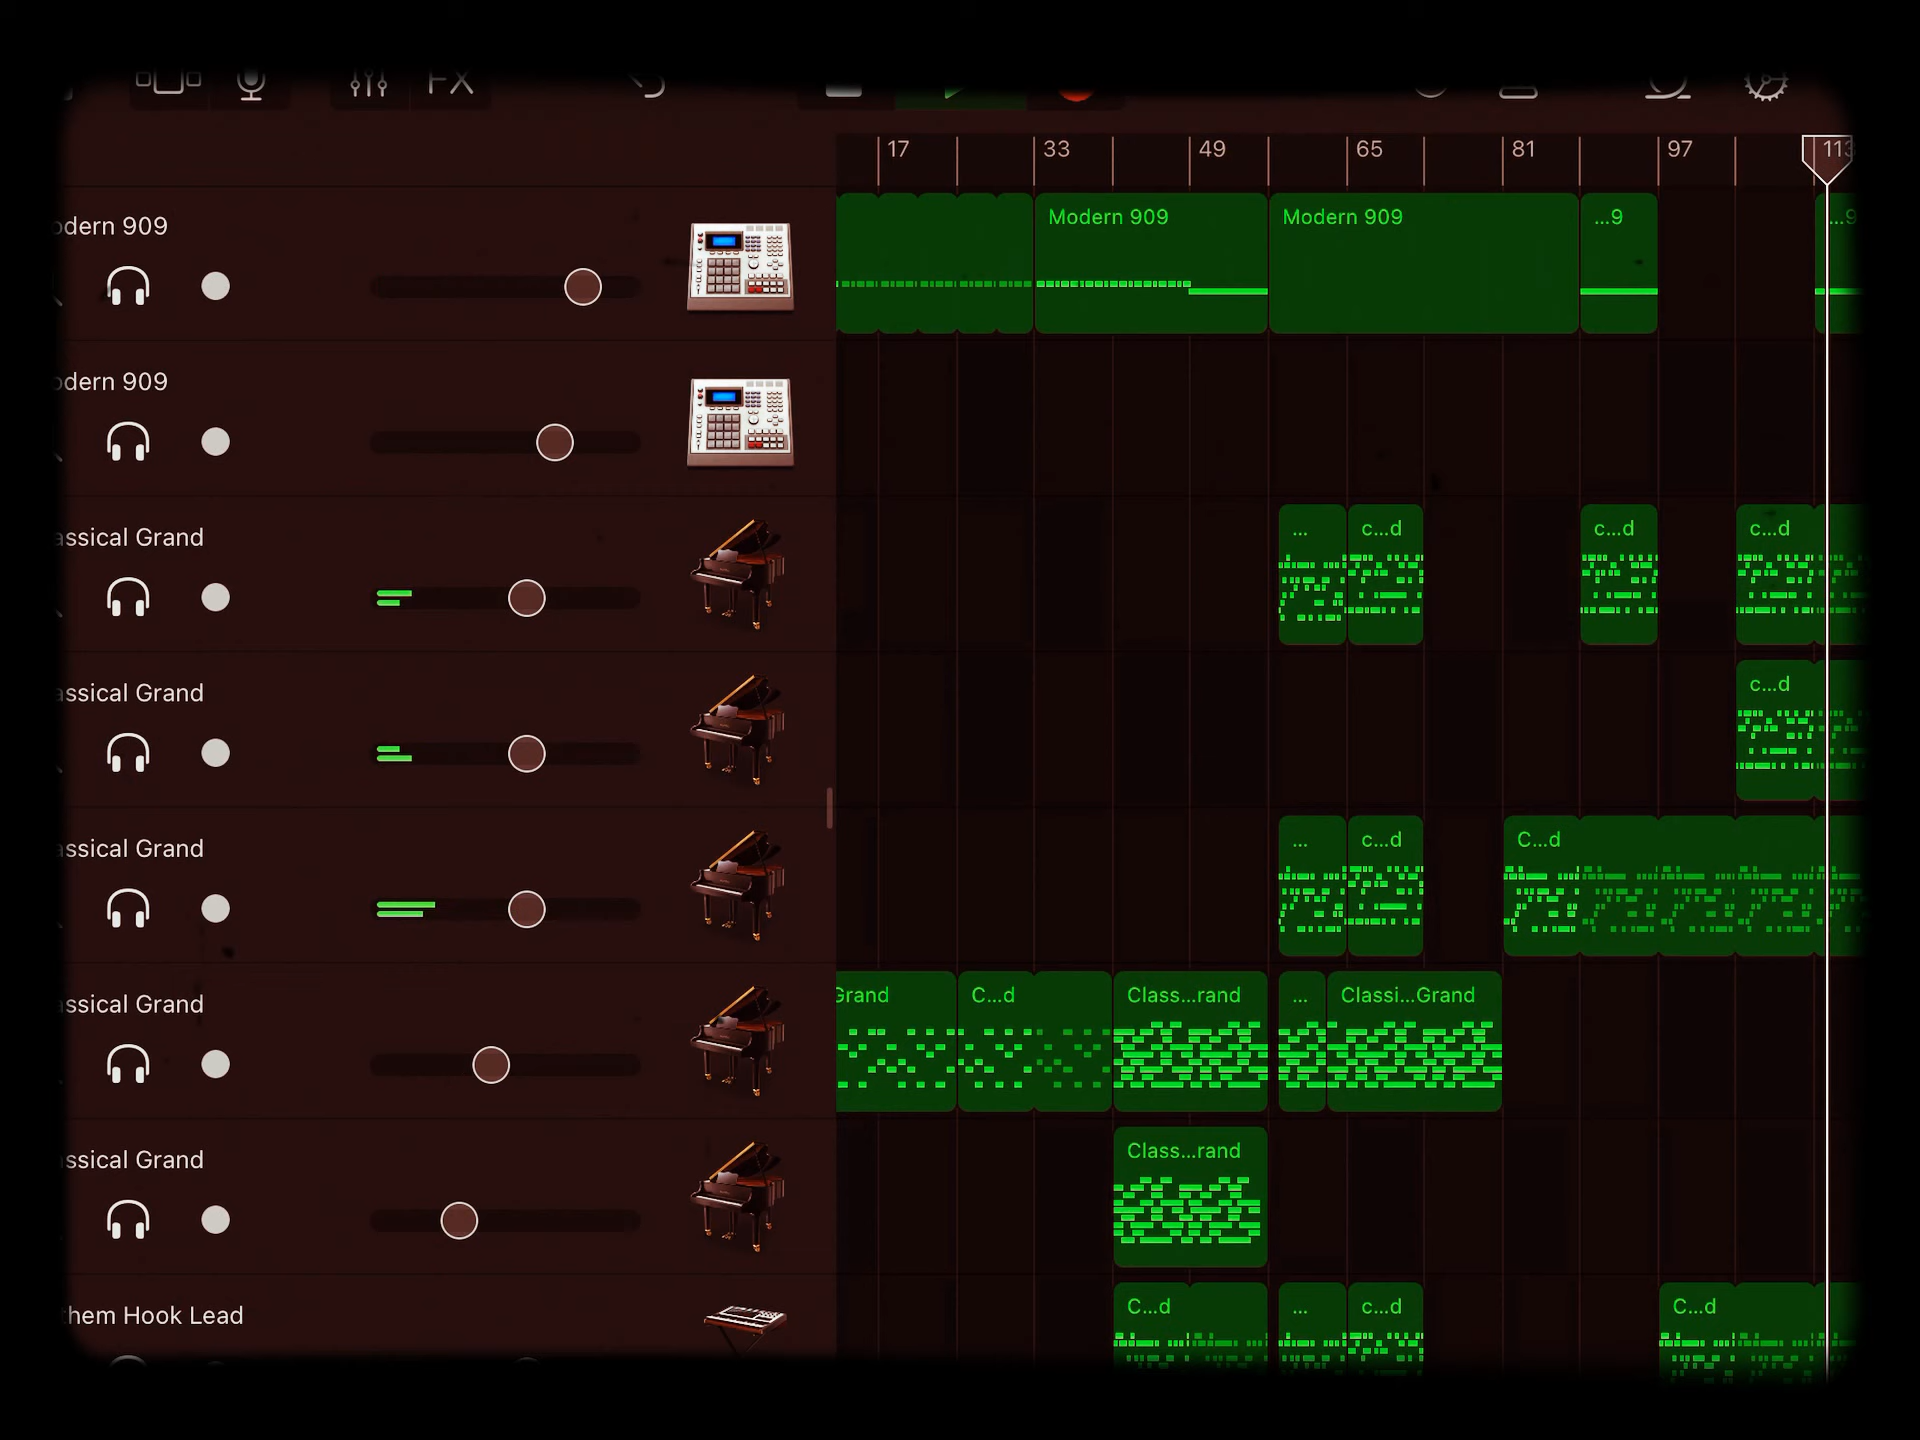 FX
17 33 49 65 81 97 113
odern 909
Modern 909 Modern 909 ...9 ...9
odern 909
assical Grand
... c...d c...d c...d
assical Grand
c...d
assical Grand
... c...d C...d
assical Grand
Grand C...d Class...rand ... Classi...Grand
ssical Grand
Class...rand
them Hook Lead
C...d ... c...d C...d